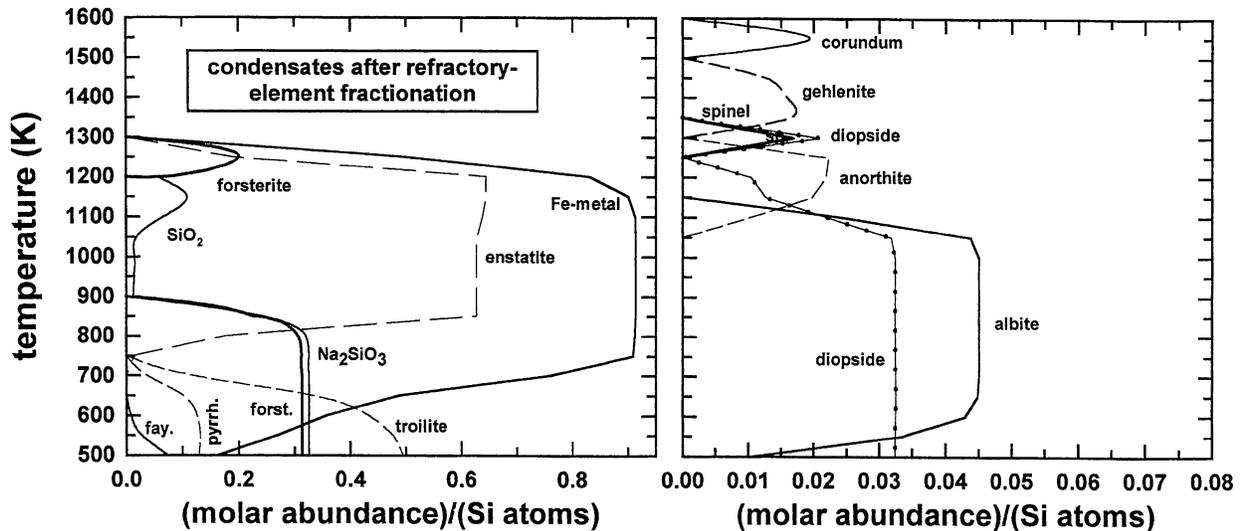 condensates after refractory-
element fractionation
temperature (K)
1600
1500
1400
1300
1200
1100
1000
900
800
700
600
500
forsterite
SiO2
Fe-metal
enstatite
Na2SiO3
forst.
fay.
pyrrh.
troilite
0.0 0.2 0.4 0.6 0.8
(molar abundance)/(Si atoms)
corundum
gehlenite
spinel
diopside
anorthite
albite
diopside
0.00 0.01 0.02 0.03 0.04 0.05 0.06 0.07 0.08
(molar abundance)/(Si atoms)